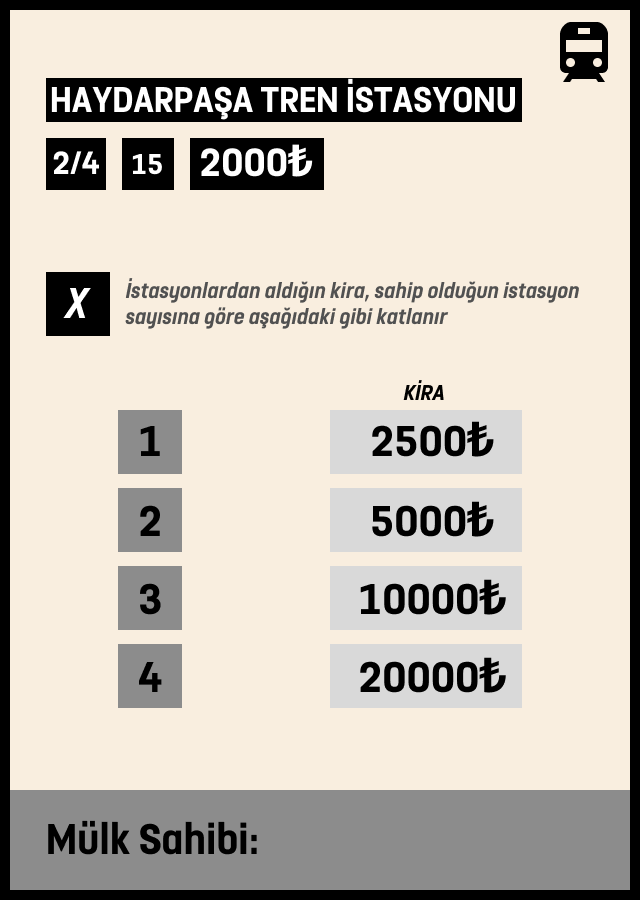 HAYDARPAŞA TREN İSTASYONU
2/4 15 2000₺
X
İstasyonlardan aldığın kira, sahip olduğun istasyon
sayısına göre aşağıdaki gibi katlanır
KİRA
1 2500₺
2 5000₺
3 10000₺
4 20000₺
Mülk Sahibi: